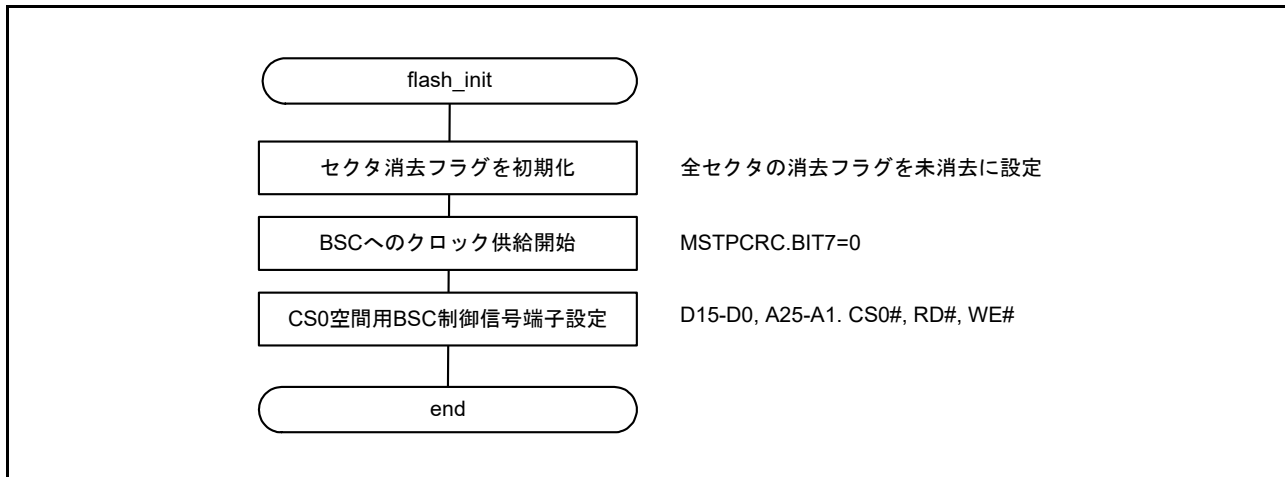 flash_init
セクタ消去フラグを初期化 全セクタの消去フラグを未消去に設定
BSCへのクロック供給開始 MSTPCRC.BIT7=0
CS0空間用BSC制御信号端子設定 D15-D0, A25-A1. CS0#, RD#, WE#
end